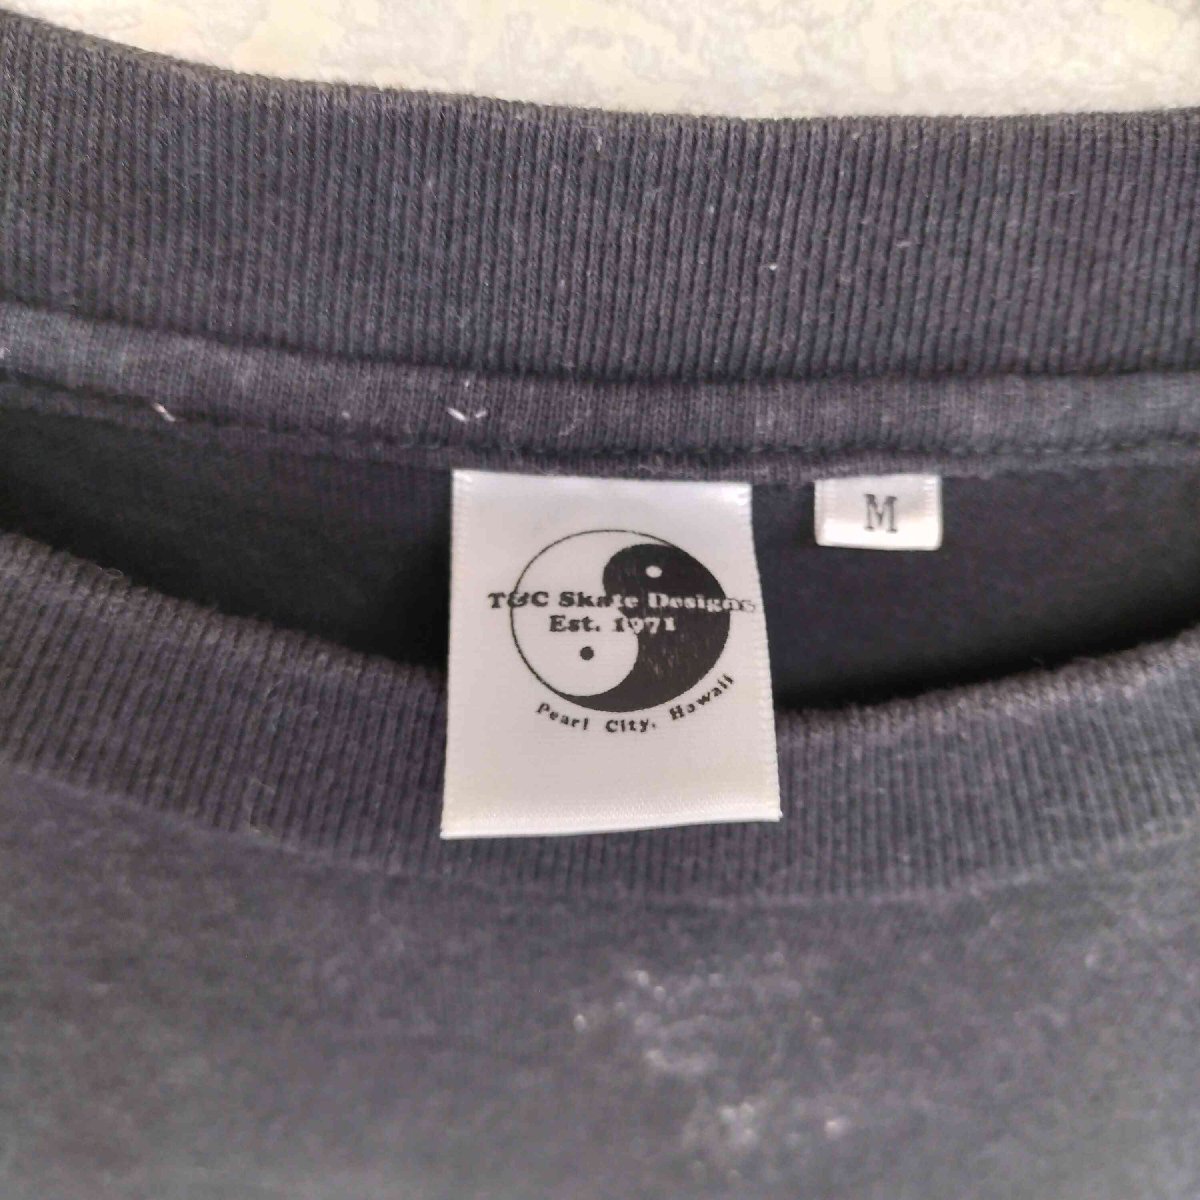 T&C Skate Designs
Est. 1971
Pearl City, Hawaii
M